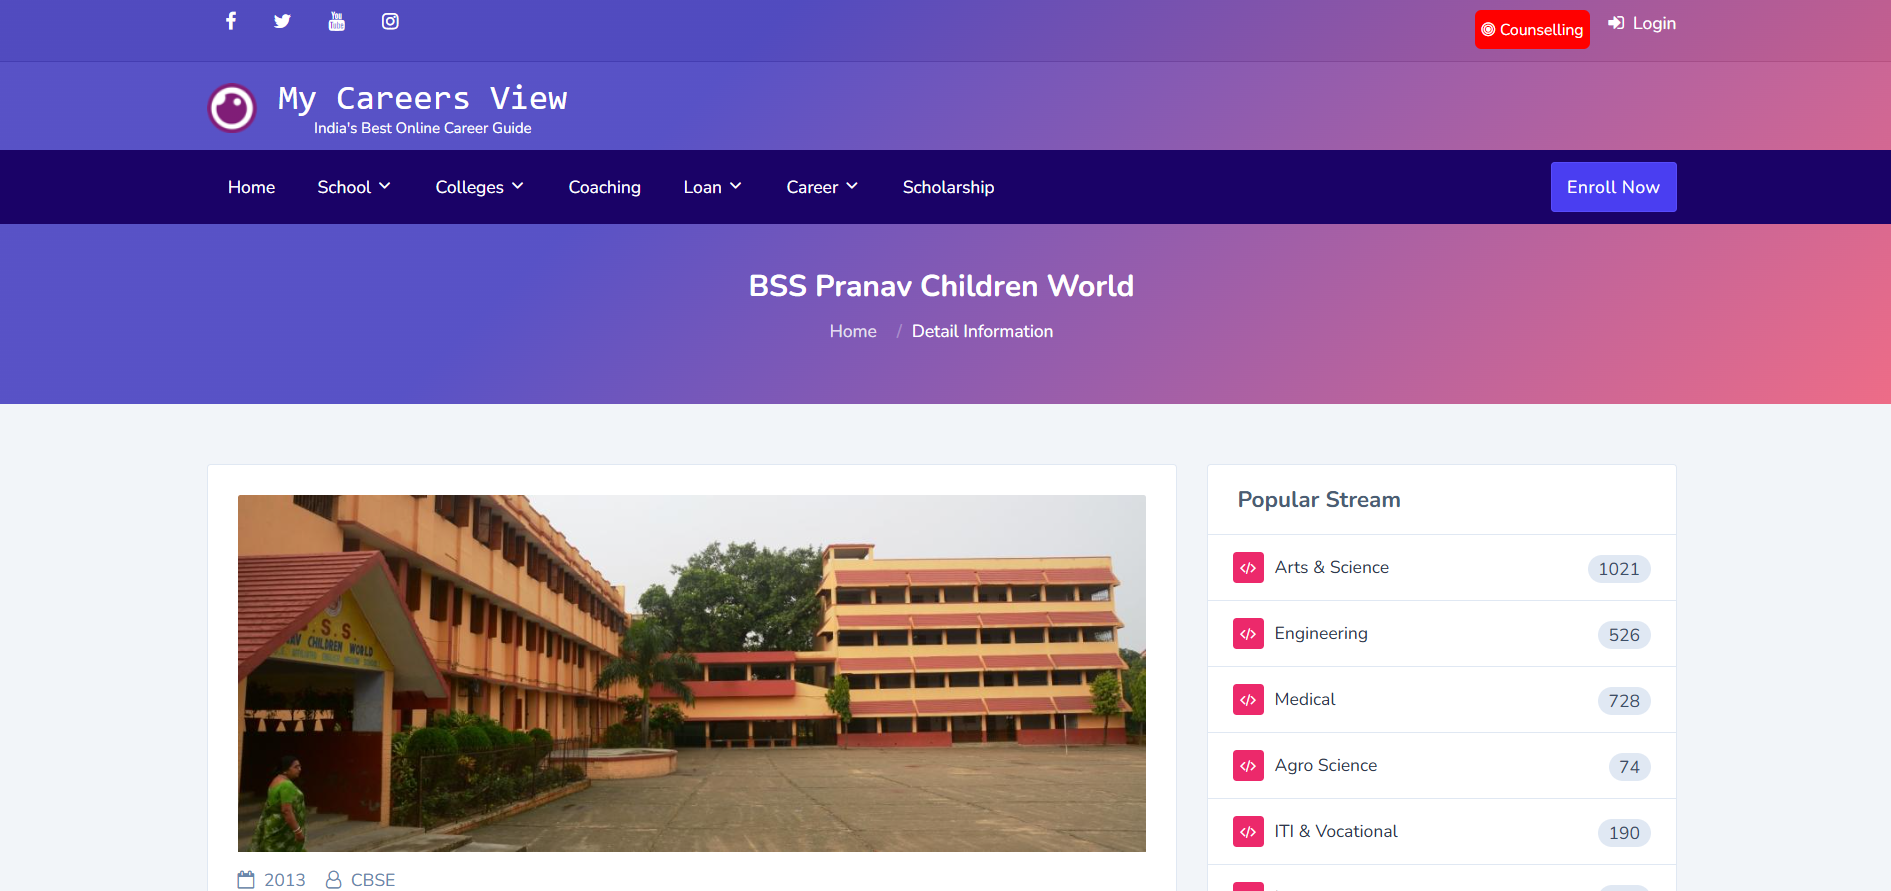 Counselling
Login
My Careers View
India's Best Online Career Guide
Home
School
Colleges
Coaching
Loan
Career
Scholarship
Enroll Now
BSS Pranav Children World
Home / Detail Information
S.S.
CHILDREN WORLD
2013
CBSE
Popular Stream
Arts & Science
1021
Engineering
526
Medical
728
Agro Science
74
ITI & Vocational
190